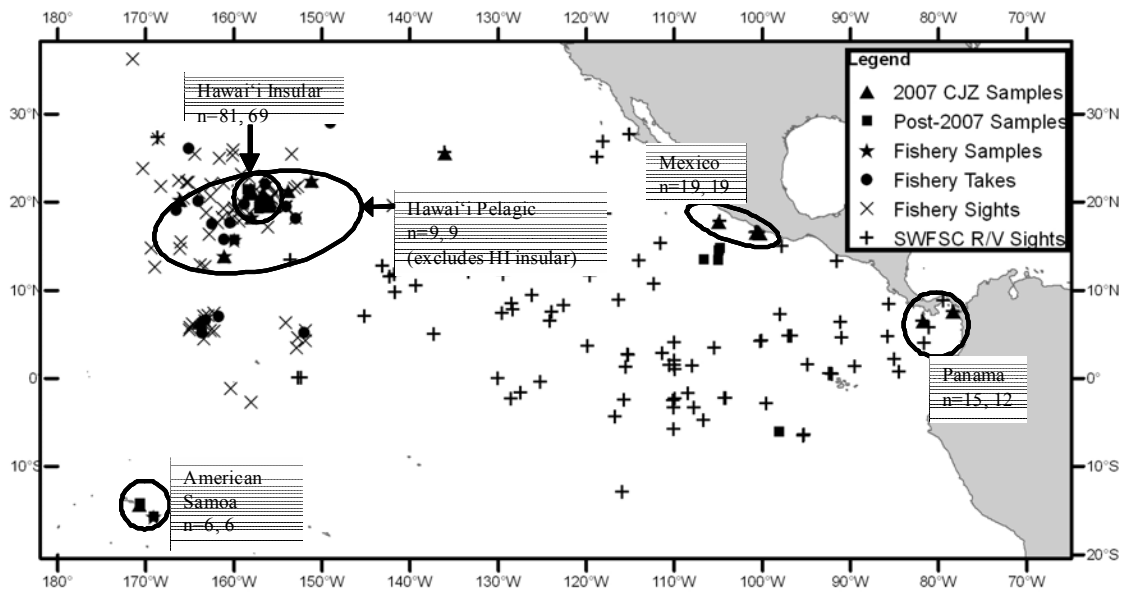 180° 170°W 160°W 150°W 140°W 130°W 120°W 110°W 100°W 90°W 80°W 70°W
Legend
2007 CJZ Samples
Post-2007 Samples
Fishery Samples
Fishery Takes
Fishery Sights
SWFSC R/V Sights
Hawai‘i Insular
n=81, 69
30°N 30°N
Mexico
n=19, 19
20°N 20°N
Hawai‘i Pelagic
n=9, 9
(excludes HI insular)
10°N 10°N
0° 0°
Panama
n=15, 12
10°S 10°S
American
Samoa
n=6, 6
20°S
180° 170°W 160°W 150°W 140°W 130°W 120°W 110°W 100°W 90°W 80°W 70°W